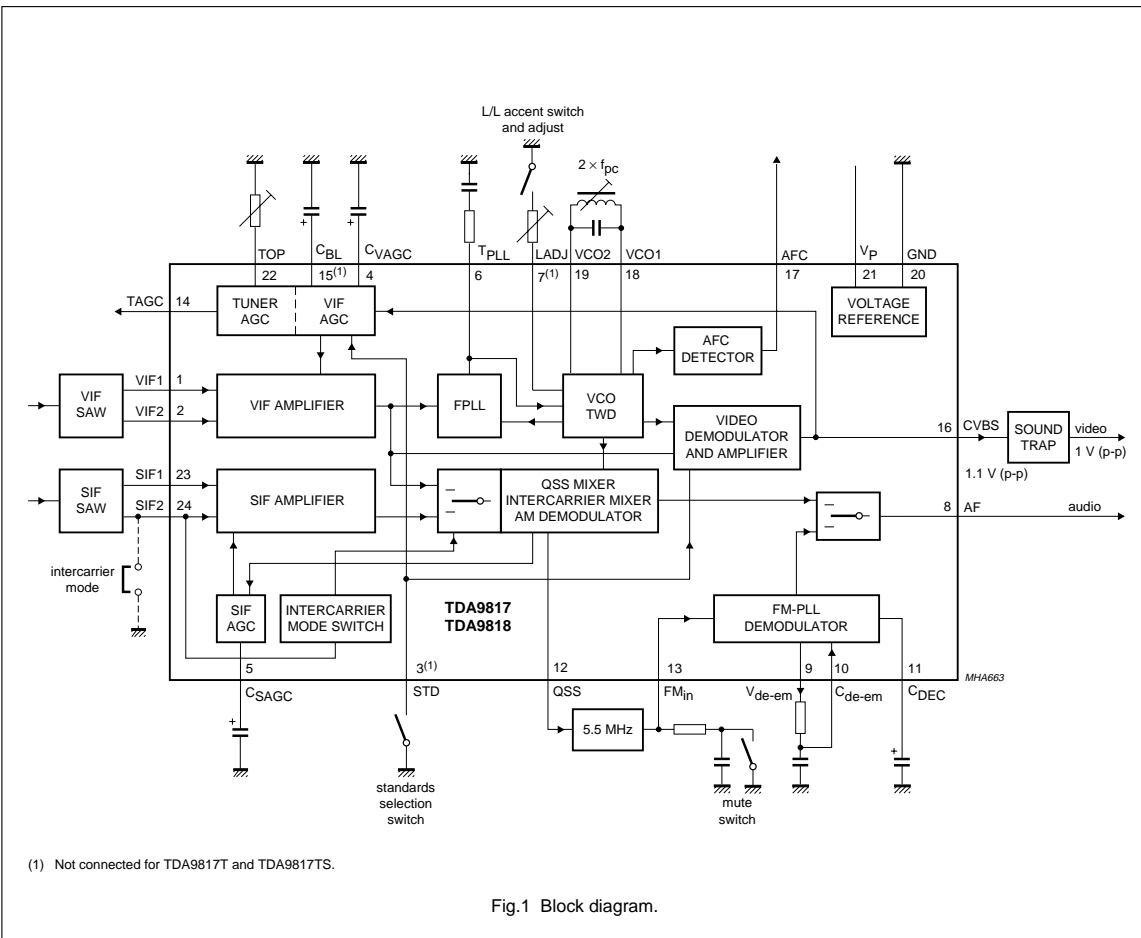 L/L accent switch
and adjust
2 × fpc
TOP
CBL
CVAGC
TPLL
LADJ
VCO2
VCO1
AFC
VP
GND
22
15(1)
4
6
7(1)
19
18
17
21
20
TAGC
14
TUNER
AGC
VIF
AGC
VOLTAGE
REFERENCE
AFC
DETECTOR
VIF
SAW
VIF1
1
VIF2
2
VIF AMPLIFIER
FPLL
VCO
TWD
VIDEO
DEMODULATOR
AND AMPLIFIER
16
CVBS
SOUND
TRAP
video
1 V (p-p)
1.1 V (p-p)
SIF
SAW
SIF1
23
SIF2
24
SIF AMPLIFIER
QSS MIXER
INTERCARRIER MIXER
AM DEMODULATOR
8
AF
audio
intercarrier
mode
SIF
AGC
INTERCARRIER
MODE SWITCH
TDA9817
TDA9818
FM-PLL
DEMODULATOR
5
3(1)
12
13
9
10
11
CSAGC
STD
QSS
FMin
Vde-em
Cde-em
CDEC
MHA663
5.5 MHz
standards
selection
switch
mute
switch
(1) Not connected for TDA9817T and TDA9817TS.
Fig.1 Block diagram.